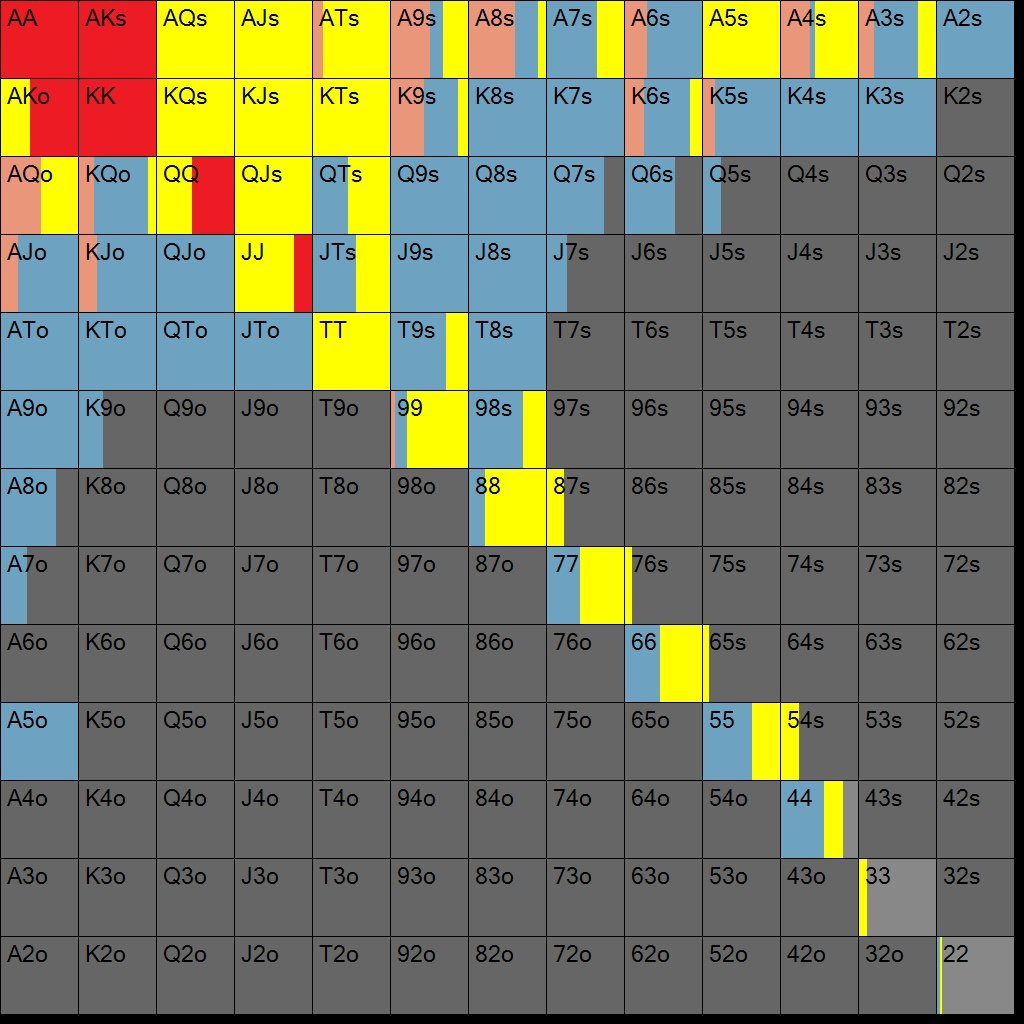 AA AKs AQs AJs ATs A9s A8s A7s A6s A5s A4s A3s A2s
AKo KK KQs KJs KTs K9s K8s K7s K6s K5s K4s K3s K2s
AQo KQo QQ QJs QTs Q9s Q8s Q7s Q6s Q5s Q4s Q3s Q2s
AJo KJo QJo JJ JTs J9s J8s J7s J6s J5s J4s J3s J2s
ATo KTo QTo JTo TT T9s T8s T7s T6s T5s T4s T3s T2s
A9o K9o Q9o J9o T9o 99 98s 97s 96s 95s 94s 93s 92s
A8o K8o Q8o J8o T8o 98o 88 87s 86s 85s 84s 83s 82s
A7o K7o Q7o J7o T7o 97o 87o 77 76s 75s 74s 73s 72s
A6o K6o Q6o J6o T6o 96o 86o 76o 66 65s 64s 63s 62s
A5o K5o Q5o J5o T5o 95o 85o 75o 65o 55 54s 53s 52s
A4o K4o Q4o J4o T4o 94o 84o 74o 64o 54o 44 43s 42s
A3o K3o Q3o J3o T3o 93o 83o 73o 63o 53o 43o 33 32s
A2o K2o Q2o J2o T2o 92o 82o 72o 62o 52o 42o 32o 22